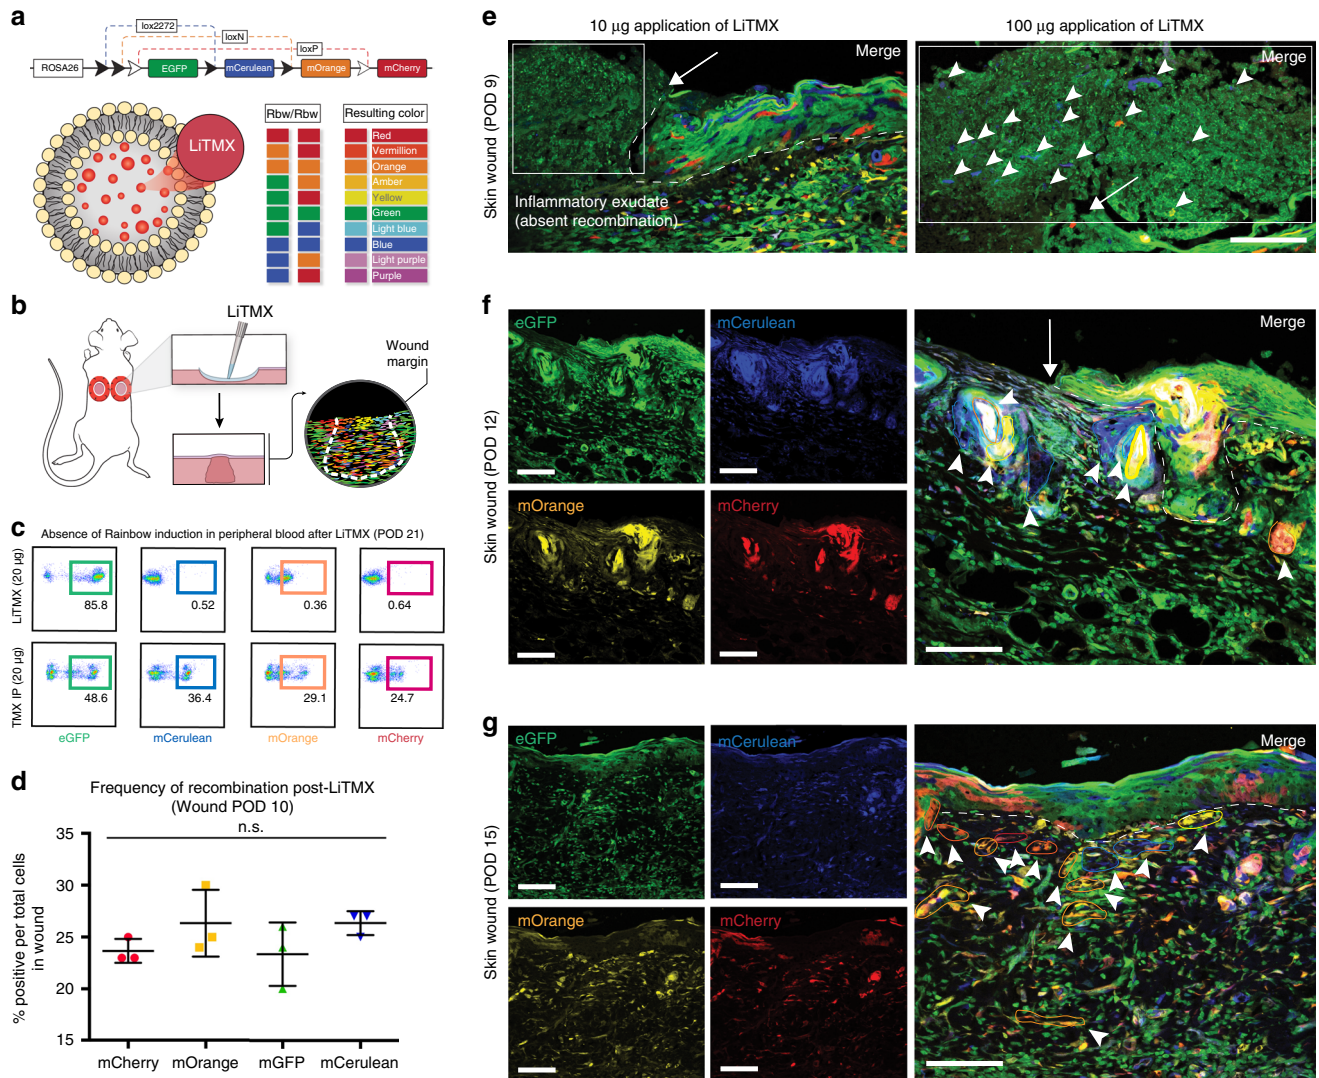 a
lox2272
loxN
loxP
ROSA26
EGFP
mCerulean
mOrange
mCherry
LiTMX
Rbw/Rbw
Resulting color
Red
Vermillion
Orange
Amber
Yellow
Green
Light blue
Blue
Light purple
Purple
b
LiTMX
Wound
margin
c
Absence of Rainbow induction in peripheral blood after LiTMX (POD 21)
LiTMX (20 µg)
85.8
0.52
0.36
0.64
TMX IP (20 µg)
48.6
36.4
29.1
24.7
eGFP
mCerulean
mOrange
mCherry
d
Frequency of recombination post-LiTMX
(Wound POD 10)
n.s.
% positive per total cells
in wound
35
30
25
20
15
mCherry
mOrange
mGFP
mCerulean
e
10 µg application of LiTMX
100 µg application of LiTMX
Skin wound (POD 9)
Merge
Merge
Inflammatory exudate
(absent recombination)
f
Skin wound (POD 12)
eGFP
mCerulean
Merge
mOrange
mCherry
g
Skin wound (POD 15)
eGFP
mCerulean
Merge
mOrange
mCherry